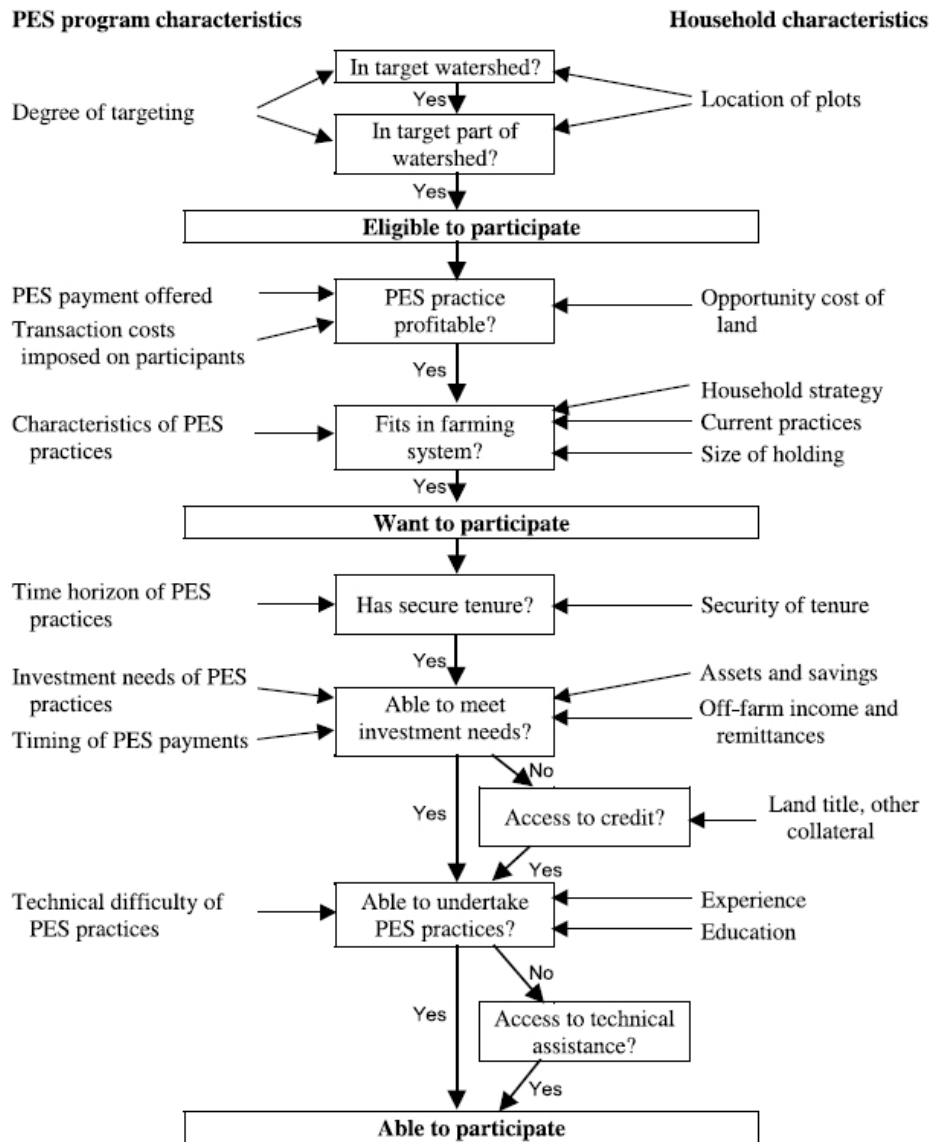 PES program characteristics
Household characteristics
In target watershed?
Yes
Degree of targeting
Location of plots
In target part of
watershed?
Yes
Eligible to participate
PES payment offered
Transaction costs
imposed on participants
PES practice
profitable?
Opportunity cost of
land
Yes
Characteristics of PES
practices
Fits in farming
system?
Household strategy
Current practices
Size of holding
Yes
Want to participate
Time horizon of PES
practices
Has secure tenure?
Security of tenure
Yes
Investment needs of PES
practices
Timing of PES payments
Able to meet
investment needs?
Assets and savings
Off-farm income and
remittances
No
Yes
Access to credit?
Land title, other
collateral
Yes
Technical difficulty of
PES practices
Able to undertake
PES practices?
Experience
Education
No
Yes
Access to technical
assistance?
Yes
Able to participate